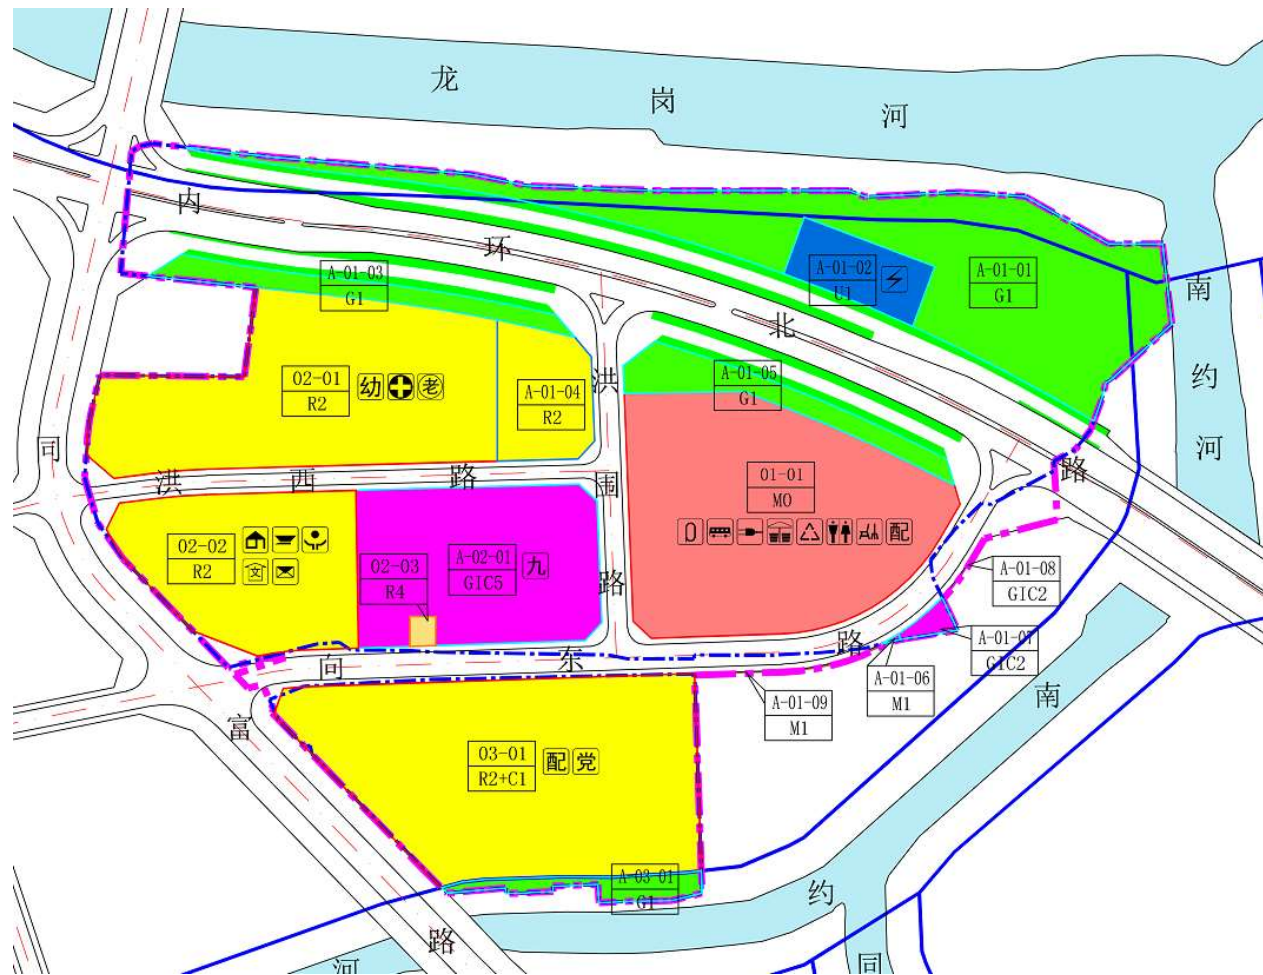 龙
岗
河
内
环
北
路
A-01-03
G1
A-01-02
U1
A-01-01
G1
南
约
河
02-01
R2
幼
老
A-01-04
R2
洪
围
路
A-01-05
G1
01-01
M0
配
同
富
路
洪
西
路
02-02
R2
文
02-03
R4
A-02-01
GIC5
九
A-01-08
GIC2
A-01-07
GIC2
A-01-06
M1
A-01-09
M1
向
东
路
03-01
R2+C1
配
党
A-03-01
G1
南
约
河
同